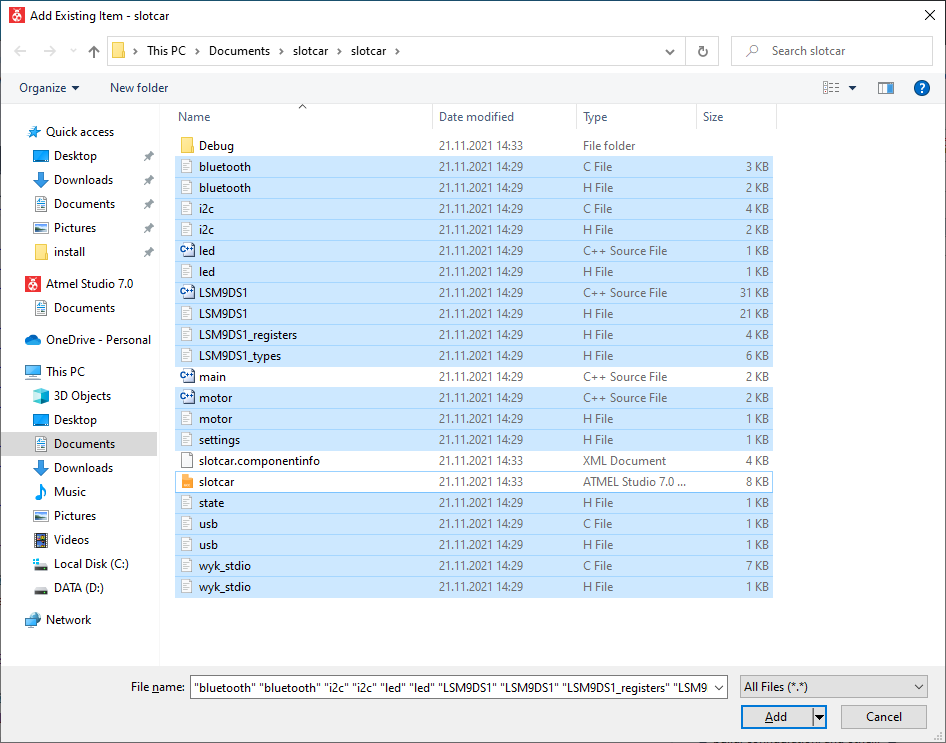 Add Existing Item - slotcar
This PC > Documents > slotcar > slotcar >
Search slotcar
Organize New folder
Name Date modified Type Size
Quick access
Desktop
Downloads
Documents
Pictures
install
Atmel Studio 7.0
Documents
OneDrive - Personal
This PC
3D Objects
Desktop
Documents
Downloads
Music
Pictures
Videos
Local Disk (C:)
DATA (D:)
Network
Debug 21.11.2021 14:33 File folder
bluetooth 21.11.2021 14:29 C File 3 KB
bluetooth 21.11.2021 14:29 H File 2 KB
i2c 21.11.2021 14:29 C File 4 KB
i2c 21.11.2021 14:29 H File 2 KB
led 21.11.2021 14:29 C++ Source File 1 KB
led 21.11.2021 14:29 H File 1 KB
LSM9DS1 21.11.2021 14:29 C++ Source File 31 KB
LSM9DS1 21.11.2021 14:29 H File 21 KB
LSM9DS1_registers 21.11.2021 14:29 H File 4 KB
LSM9DS1_types 21.11.2021 14:29 H File 6 KB
main 21.11.2021 14:29 C++ Source File 2 KB
motor 21.11.2021 14:29 C++ Source File 2 KB
motor 21.11.2021 14:29 H File 1 KB
settings 21.11.2021 14:29 H File 1 KB
slotcar.componentinfo 21.11.2021 14:33 XML Document 4 KB
slotcar 21.11.2021 14:33 ATMEL Studio 7.0 ... 8 KB
state 21.11.2021 14:29 H File 1 KB
usb 21.11.2021 14:29 C File 1 KB
usb 21.11.2021 14:29 H File 1 KB
wyk_stdio 21.11.2021 14:29 C File 7 KB
wyk_stdio 21.11.2021 14:29 H File 1 KB
File name: "bluetooth" "bluetooth" "i2c" "i2c" "led" "led" "LSM9DS1" "LSM9DS1" "LSM9DS1_registers" "LSM9
All Files (*.*)
Add Cancel